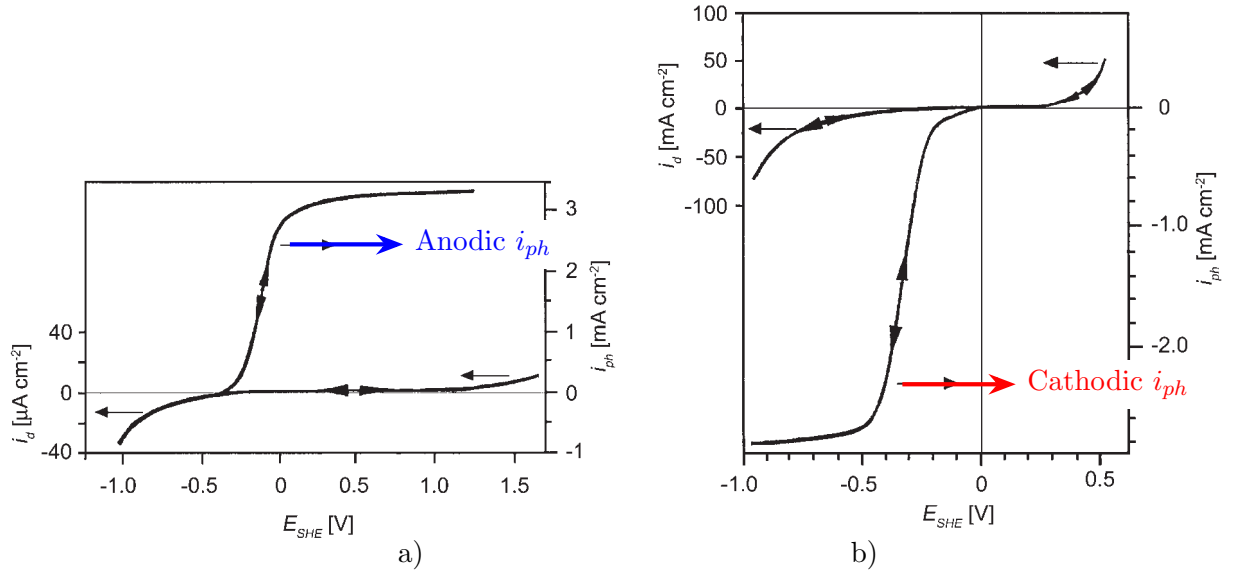 40
0
-40
i_d [µA cm⁻²]
3
2
1
0
-1
i_ph [mA cm⁻²]
Anodic i_ph
-1.0
-0.5
0
0.5
1.0
1.5
E_SHE [V]
a)
100
50
0
-50
-100
i_d [mA cm⁻²]
0
-1.0
-2.0
i_ph [mA cm⁻²]
Cathodic i_ph
-1.0
-0.5
0
0.5
E_SHE [V]
b)